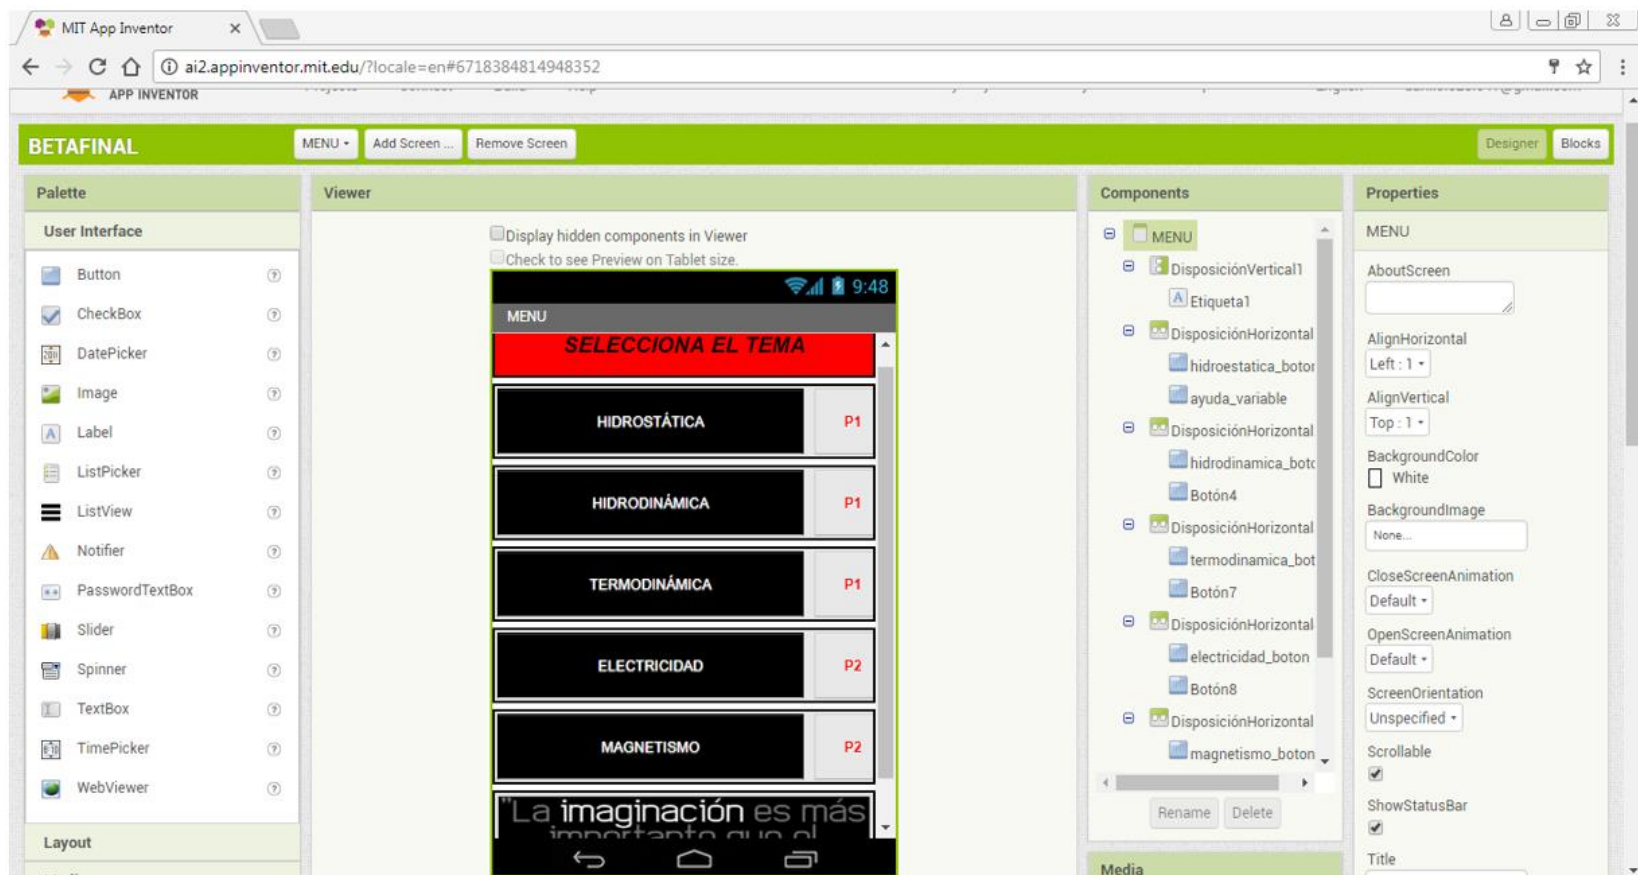 MIT App Inventor
ai2.appinventor.mit.edu/?locale=en#6718384814948352
APP INVENTOR
BETAFINAL
MENU
Add Screen ...
Remove Screen
Designer
Blocks
Palette
User Interface
Button
CheckBox
DatePicker
Image
Label
ListPicker
ListView
Notifier
PasswordTextBox
Slider
Spinner
TextBox
TimePicker
WebViewer
Layout
Viewer
Display hidden components in Viewer
Check to see Preview on Tablet size.
9:48
MENU
SELECCIONA EL TEMA
HIDROSTÁTICA P1
HIDRODINÁMICA P1
TERMODINÁMICA P1
ELECTRICIDAD P2
MAGNETISMO P2
"La imaginación es más
importante que el
Components
MENU
DisposiciónVertical1
Etiqueta1
DisposiciónHorizontal
hidroestatica_boton
ayuda_variable
DisposiciónHorizontal
hidrodinamica_botc
Botón4
DisposiciónHorizontal
termodinamica_bot
Botón7
DisposiciónHorizontal
electricidad_boton
Botón8
DisposiciónHorizontal
magnetismo_boton
Rename
Delete
Media
Properties
MENU
AboutScreen
AlignHorizontal
Left : 1
AlignVertical
Top : 1
BackgroundColor
White
BackgroundImage
None...
CloseScreenAnimation
Default
OpenScreenAnimation
Default
ScreenOrientation
Unspecified
Scrollable
ShowStatusBar
Title